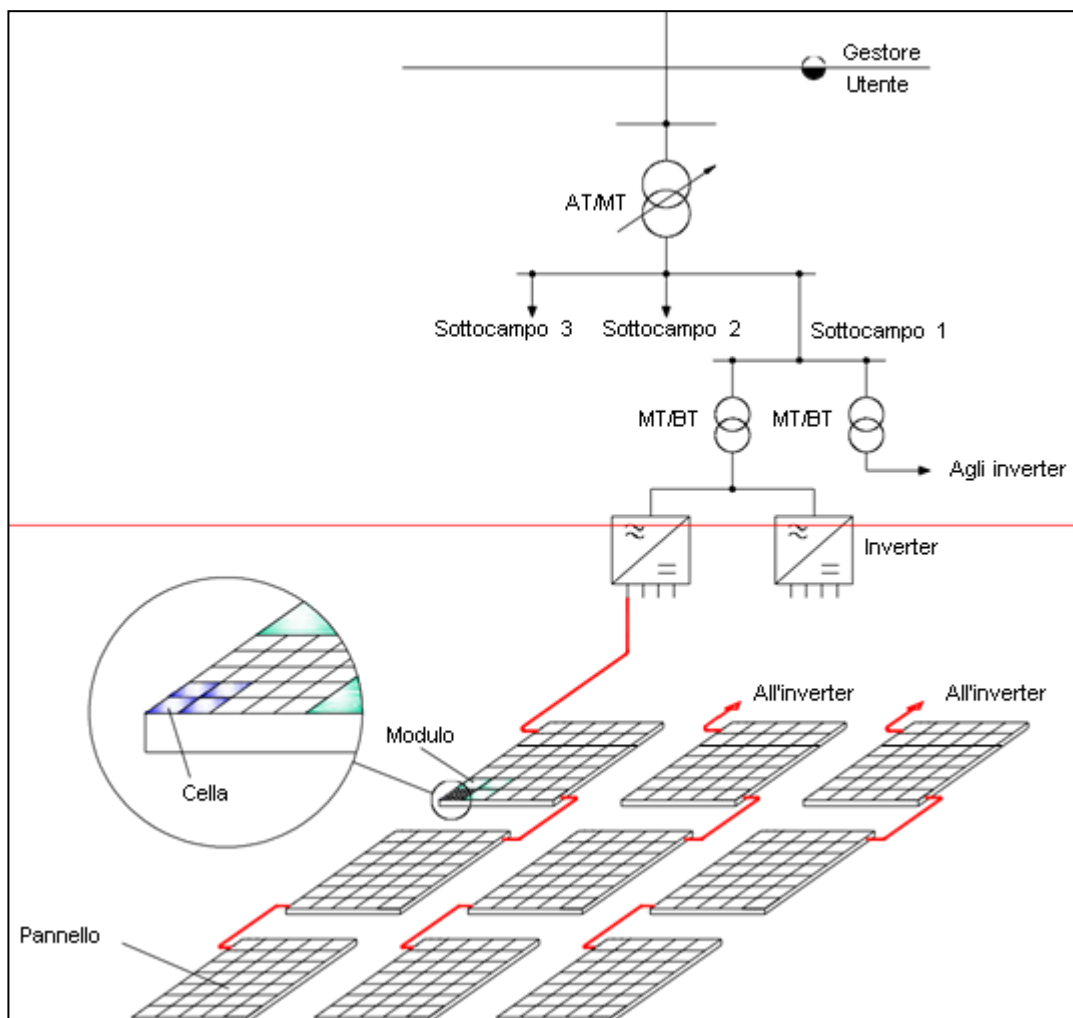 Gestore
Utente
AT/MT
Sottocampo 3
Sottocampo 2
Sottocampo 1
MT/BT
MT/BT
Agli inverter
Inverter
All'inverter
All'inverter
Modulo
Cella
Pannello